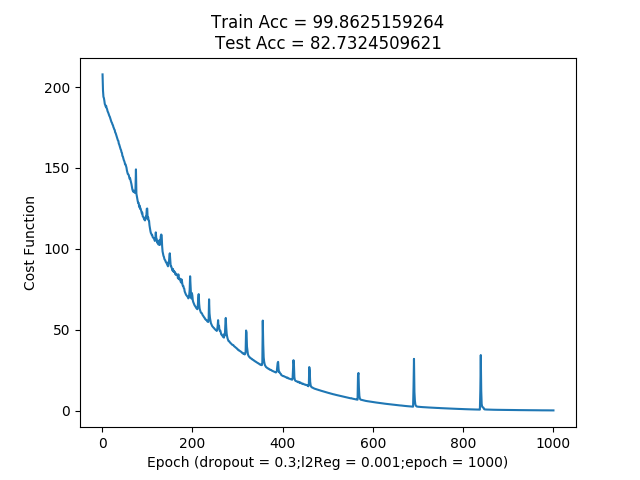 Train Acc = 99.8625159264
Test Acc = 82.7324509621
200
150
100
50
0
Cost Function
0 200 400 600 800 1000
Epoch (dropout = 0.3;l2Reg = 0.001;epoch = 1000)